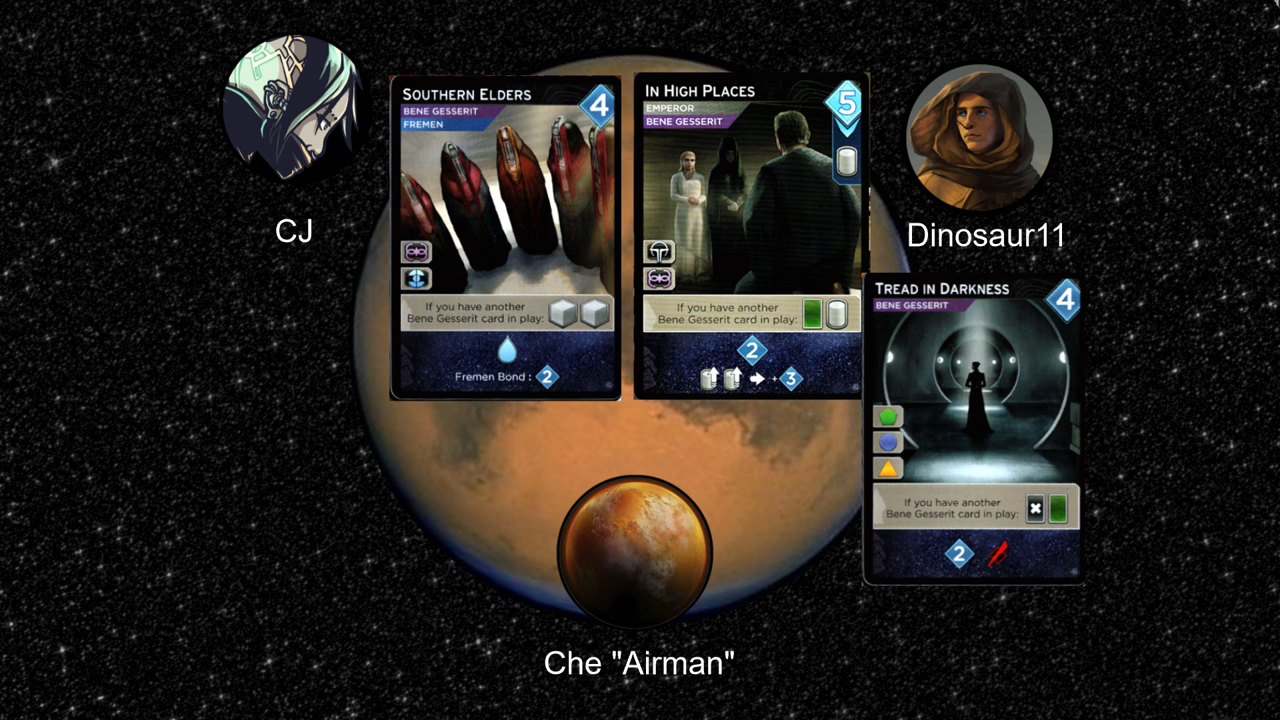 SOUTHERN ELDERS
4
BENE GESSERIT
FREMEN
If you have another
Bene Gesserit card in play:
Fremen Bond : 2
IN HIGH PLACES
5
EMPEROR
BENE GESSERIT
If you have another
Bene Gesserit card in play:
2
+3
TREAD IN DARKNESS
4
BENE GESSERIT
If you have another
Bene Gesserit card in play:
2
CJ
Dinosaur11
Che "Airman"